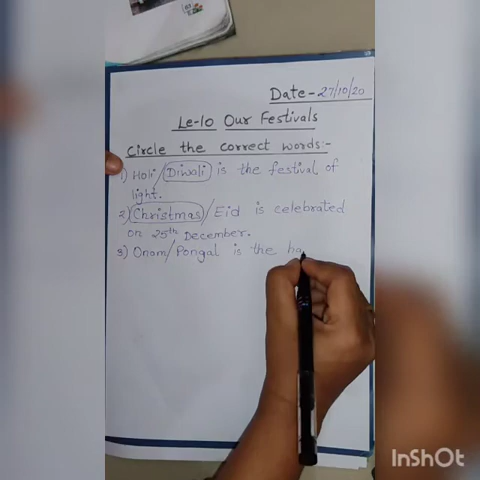 Date- 27/10/20
Le-10 Our Festivals
Circle the correct words:-
1) Holi/Diwali is the festival of
light.
2) Christmas/Eid is celebrated
on 25th December.
3) Onam/Pongal is the ha
InShOt